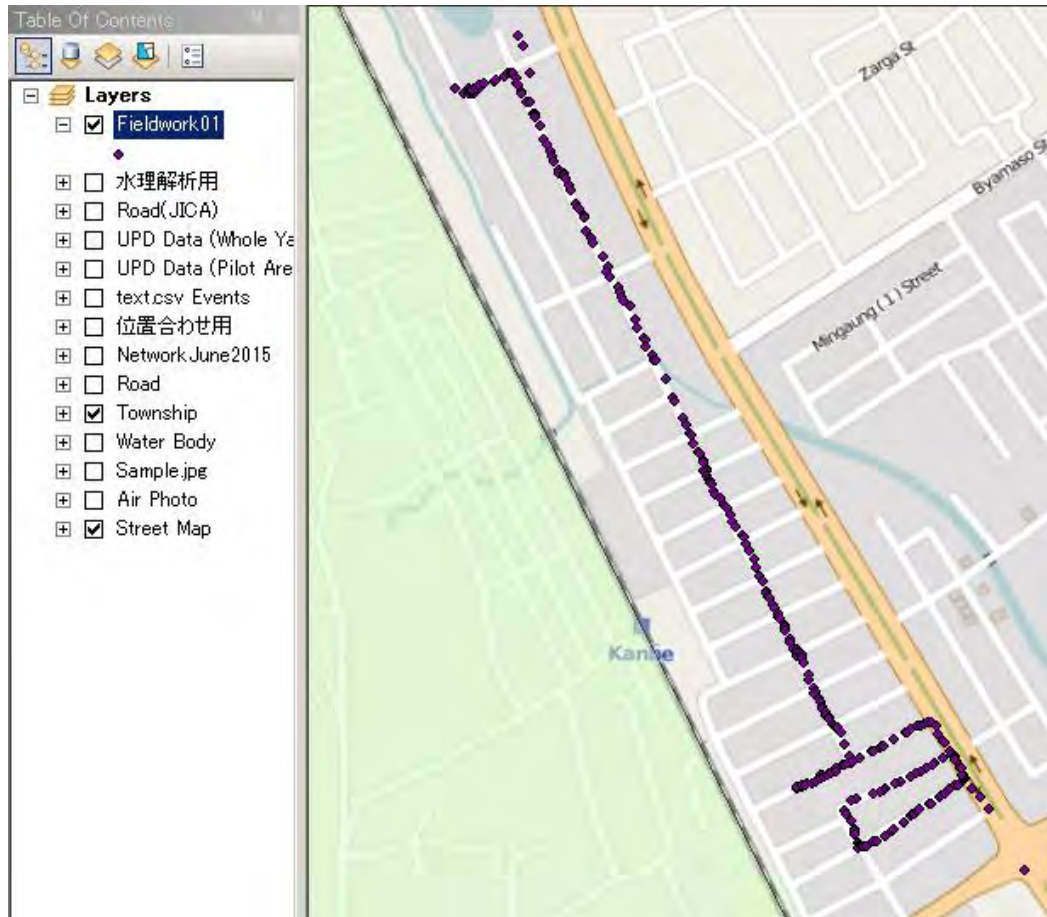 Table Of Contents
Layers
Fieldwork01
水理解析用
Road(JICA)
UPD Data (Whole Ya
UPD Data (Pilot Are
text.csv Events
位置合わせ用
NetworkJune2015
Road
Township
Water Body
Sample.jpg
Air Photo
Street Map
Zarga St
Byamaso St
Mingaung ( 1 ) Street
Kanbe